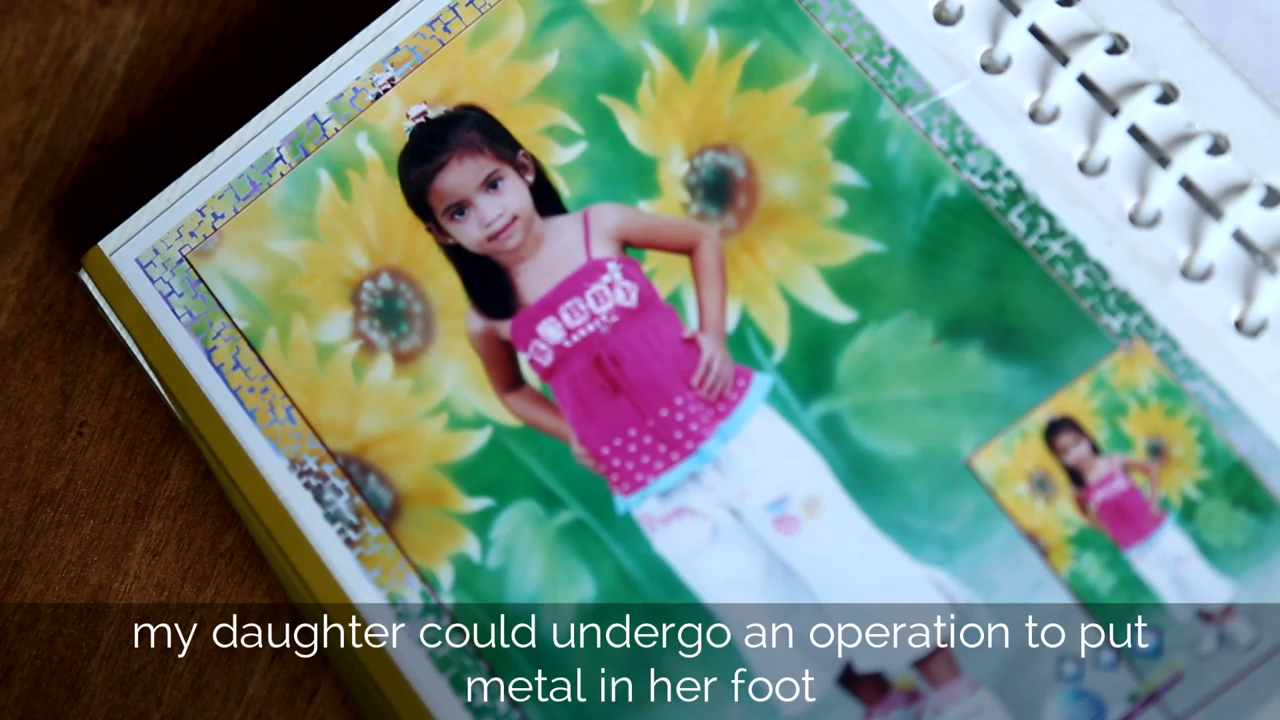 my daughter could undergo an operation to put
metal in her foot